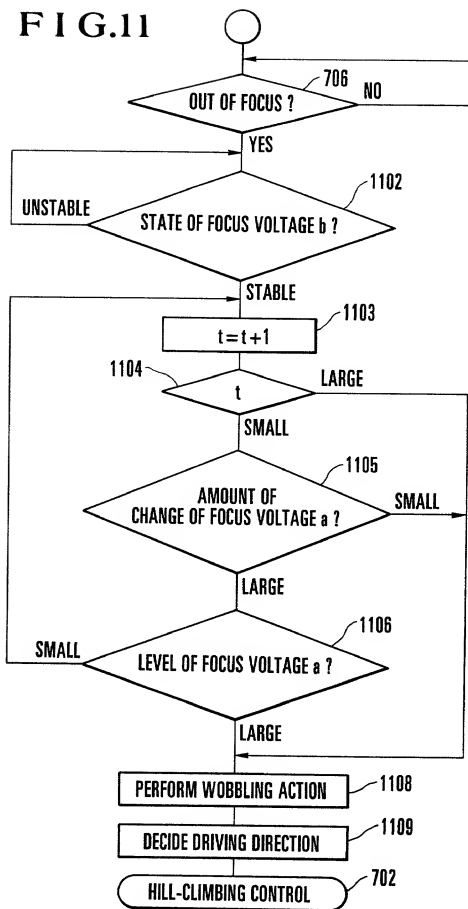 FIG.11
706
OUT OF FOCUS ?
NO
YES
1102
UNSTABLE
STATE OF FOCUS VOLTAGE b ?
STABLE
1103
t=t+1
1104
LARGE
t
SMALL
1105
AMOUNT OF
CHANGE OF FOCUS VOLTAGE a ?
SMALL
LARGE
1106
SMALL
LEVEL OF FOCUS VOLTAGE a ?
LARGE
PERFORM WOBBLING ACTION
1108
DECIDE DRIVING DIRECTION
1109
HILL-CLIMBING CONTROL
702